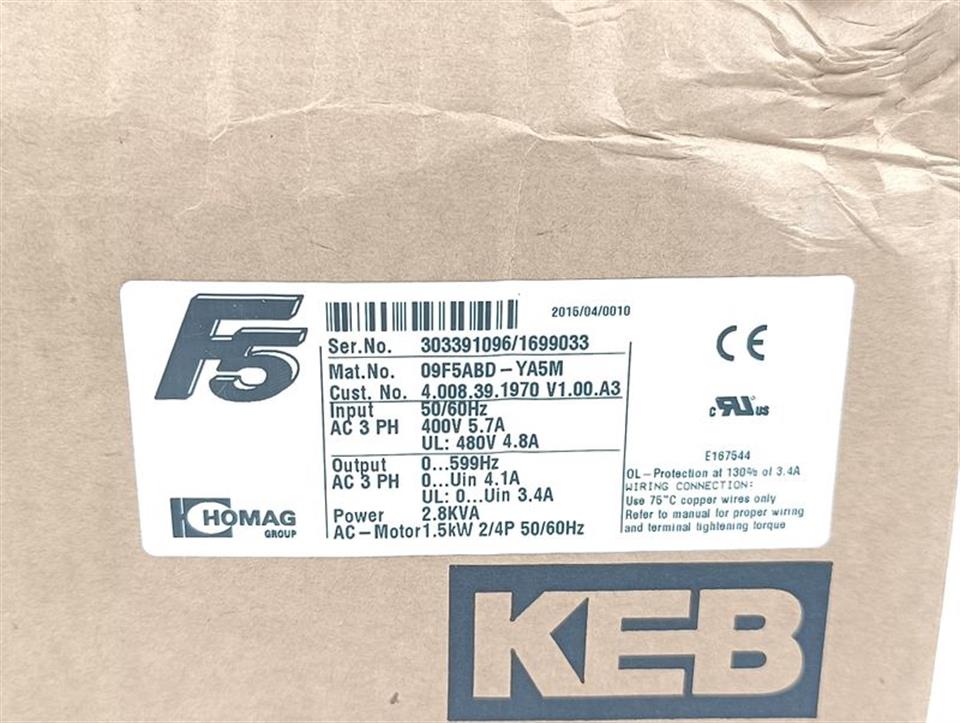 F5
2015/04/0010
Ser.No. 303391096/1699033
Mat.No. 09F5ABD-YA5M
Cust. No. 4.008.39.1970 V1.00.A3
Input 50/60Hz
AC 3 PH 400V 5.7A
UL: 480V 4.8A
Output 0...599Hz
AC 3 PH 0...Uin 4.1A
UL: 0...Uin 3.4A
Power 2.8KVA
AC-Motor 1.5kW 2/4P 50/60Hz
HOMAG
GROUP
CE
c RU us
E167544
OL-Protection at 130% of 3.4A
WIRING CONNECTION:
Use 75°C copper wires only
Refer to manual for proper wiring
and terminal tightening torque
KEB